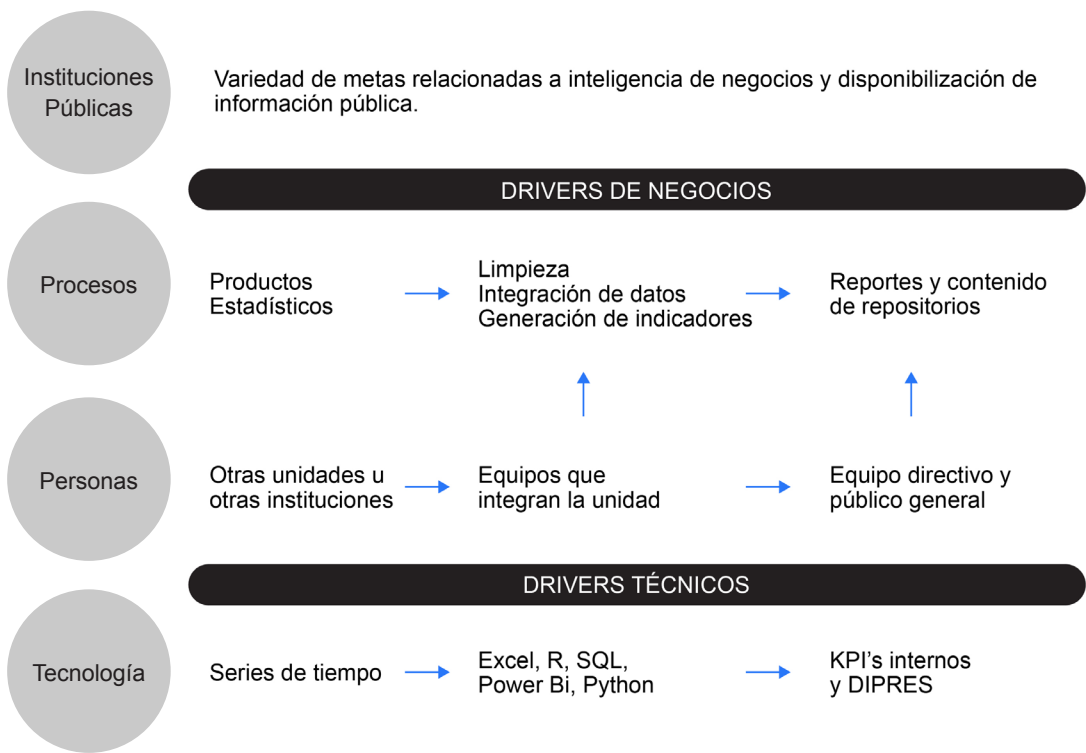 Instituciones
Públicas
Variedad de metas relacionadas a inteligencia de negocios y disponibilización de
información pública.
DRIVERS DE NEGOCIOS
Procesos
Productos
Estadísticos
Limpieza
Integración de datos
Generación de indicadores
Reportes y contenido
de repositorios
Personas
Otras unidades u
otras instituciones
Equipos que
integran la unidad
Equipo directivo y
público general
DRIVERS TÉCNICOS
Tecnología
Series de tiempo
Excel, R, SQL,
Power Bi, Python
KPI’s internos
y DIPRES